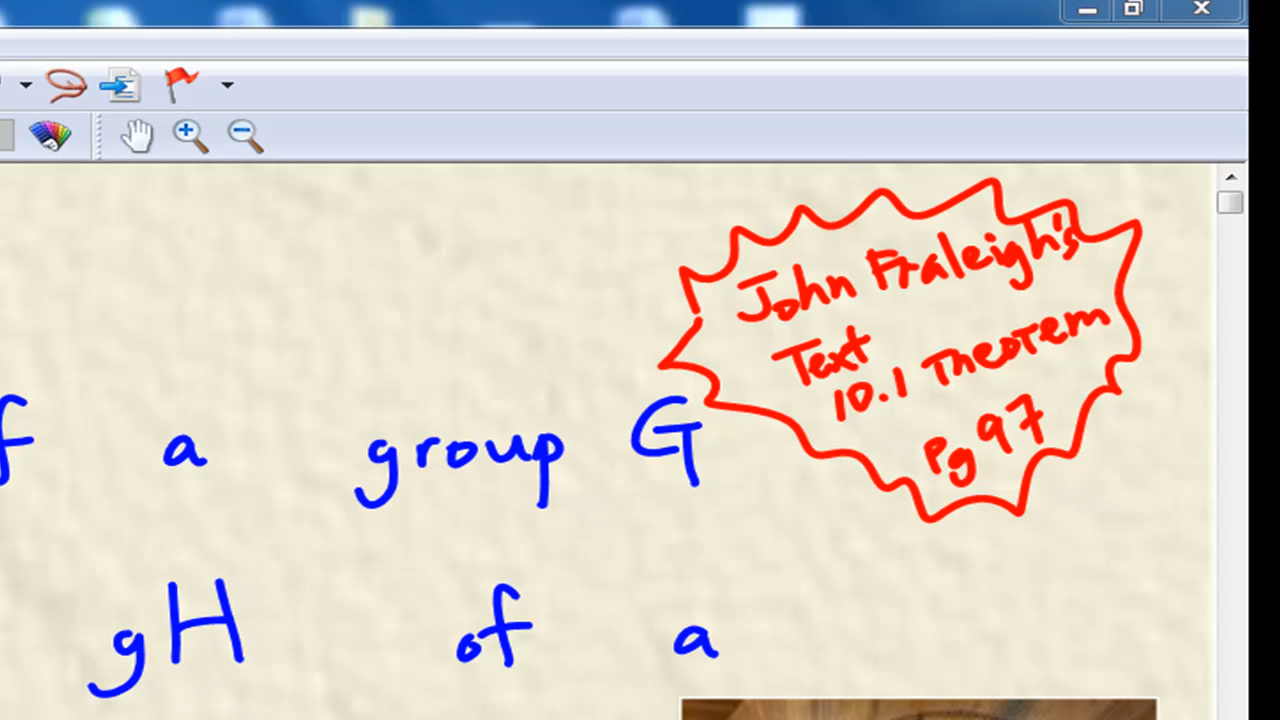 John Fraleigh's
Text
10.1 Theorem
Pg 97
f a group G
gH of a